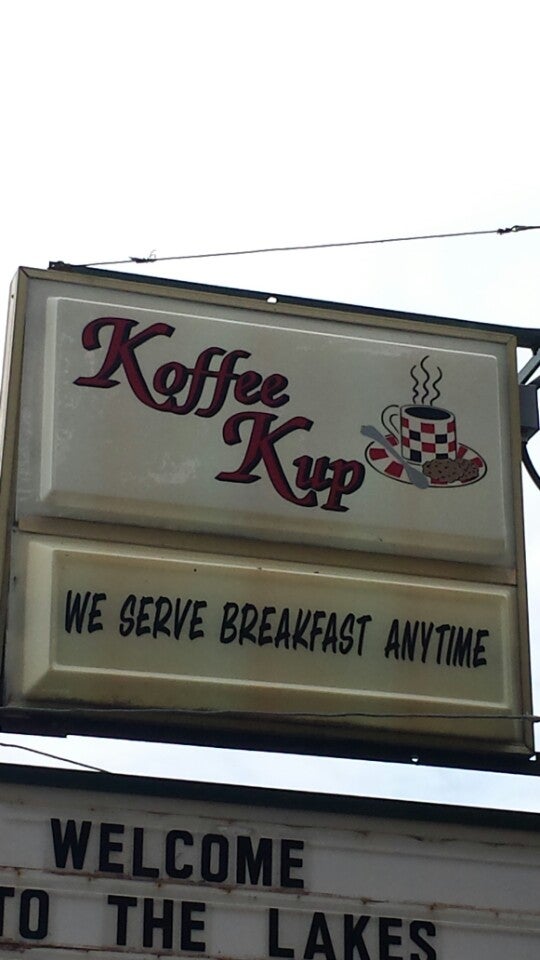 Koffee
Kup
WE SERVE BREAKFAST ANYTIME
WELCOME
TO THE LAKES